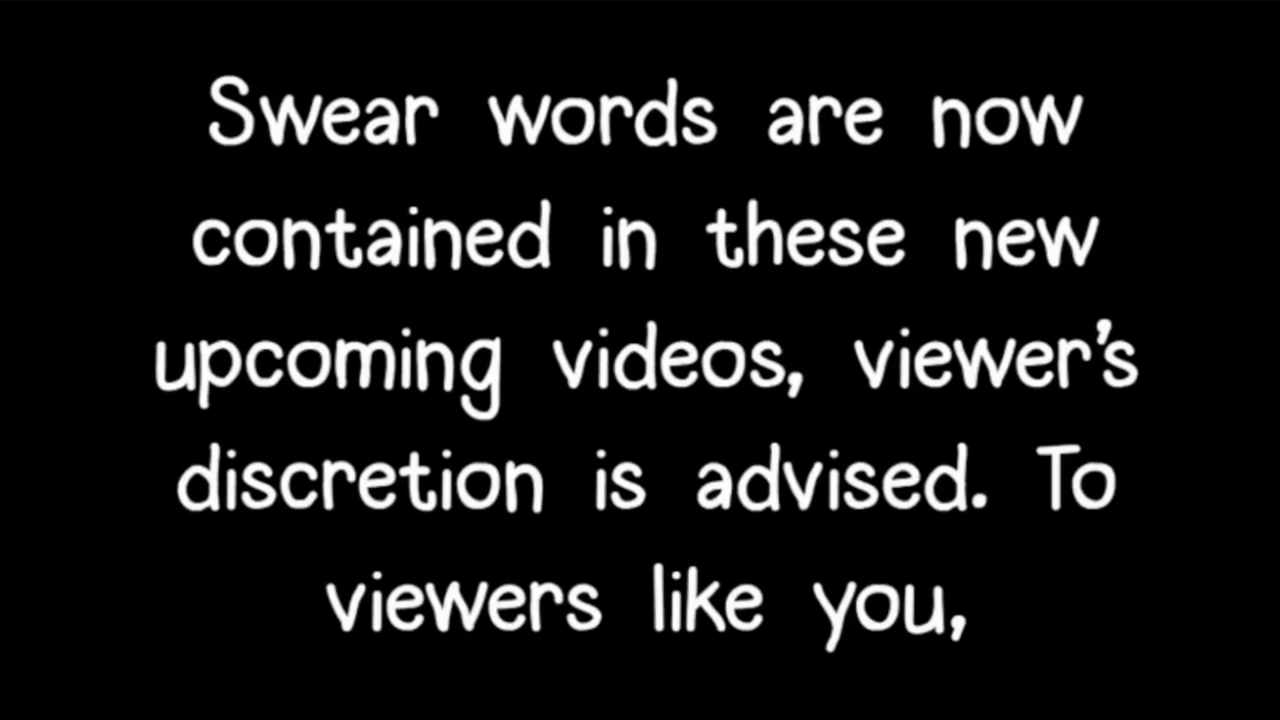 Swear words are now
contained in these new
upcoming videos, viewer’s
discretion is advised. To
viewers like you,